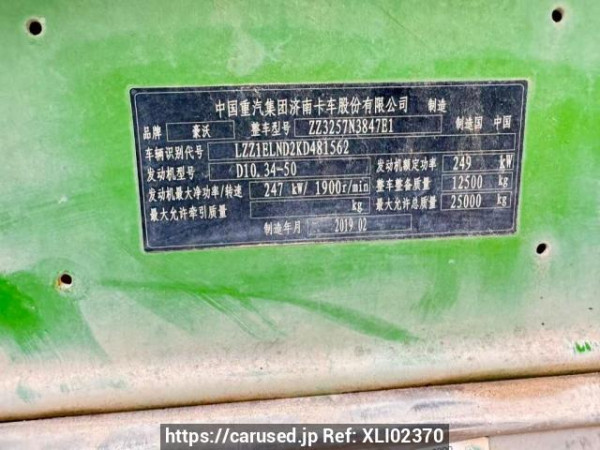 中国重汽集团济南卡车股份有限公司 制造
品牌 豪沃 整车型号 ZZ3257N3847E1 制造国 中国
车辆识别代号 LZZ1ELND2KD481562
发动机型号 D10.34-50 发动机额定功率 249 kW
发动机最大净功率/转速 247 kW/ 1900r/min 整车整备质量 12500 kg
最大允许牵引质量 kg 最大允许总质量 25000 kg
制造年月 2019 02
https://carused.jp Ref: XLI02370